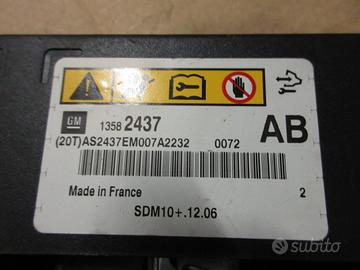 GM 1358 2437 AB
(20T)AS2437EM007A2232 0072
Made in France 2
SDM10+.12.06
subito